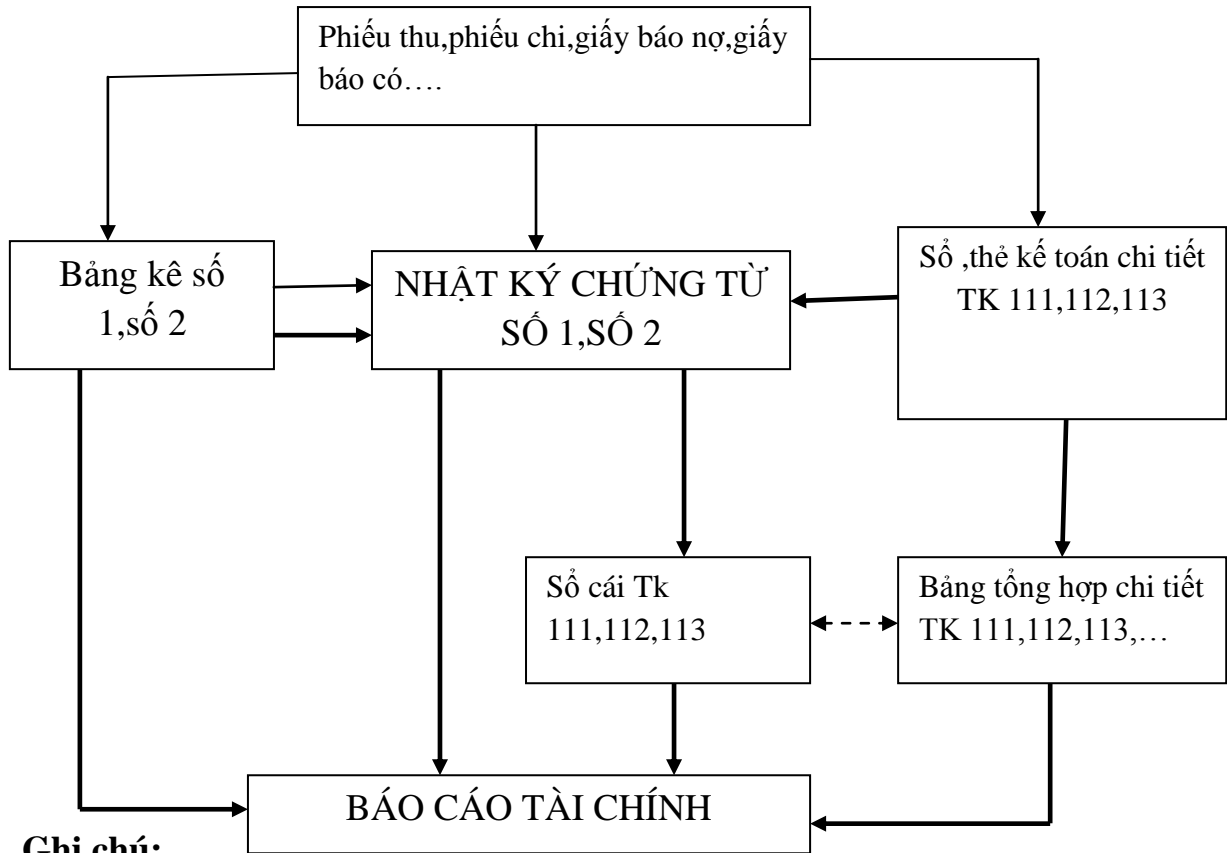 Phiếu thu,phiếu chi,giấy báo nợ,giấy
báo có….
Bảng kê số
1,số 2
NHẬT KÝ CHỨNG TỪ
SỐ 1,SỐ 2
Sổ ,thẻ kế toán chi tiết
TK 111,112,113
Sổ cái Tk
111,112,113
Bảng tổng hợp chi tiết
TK 111,112,113,…
BÁO CÁO TÀI CHÍNH
Ghi chú: